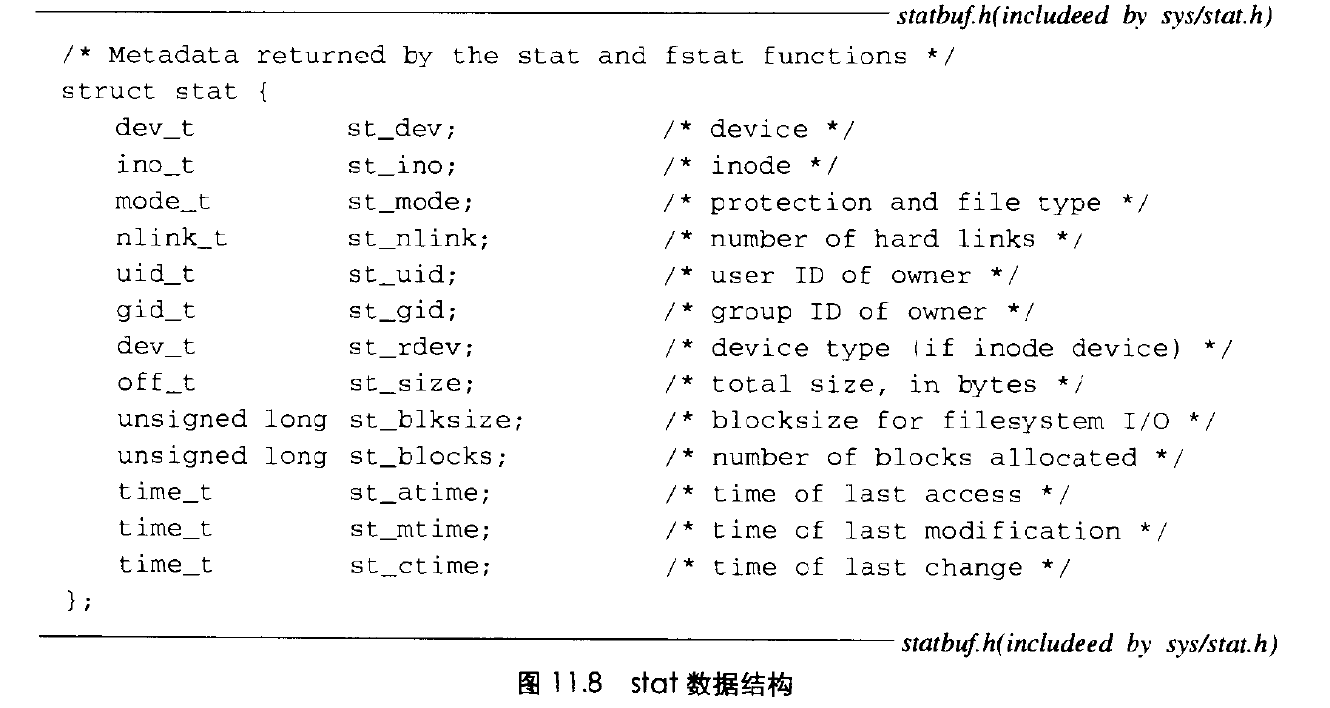 statbuf.h(includeed by sys/stat.h)
/* Metadata returned by the stat and fstat functions */
struct stat {
dev_t st_dev; /* device */
ino_t st_ino; /* inode */
mode_t st_mode; /* protection and file type */
nlink_t st_nlink; /* number of hard links */
uid_t st_uid; /* user ID of owner */
gid_t st_gid; /* group ID of owner */
dev_t st_rdev; /* device type (if inode device) */
off_t st_size; /* total size, in bytes */
unsigned long st_blksize; /* blocksize for filesystem I/O */
unsigned long st_blocks; /* number of blocks allocated */
time_t st_atime; /* time of last access */
time_t st_mtime; /* time of last modification */
time_t st_ctime; /* time of last change */
};
statbuf.h(includeed by sys/stat.h)
图 11.8 stat 数据结构